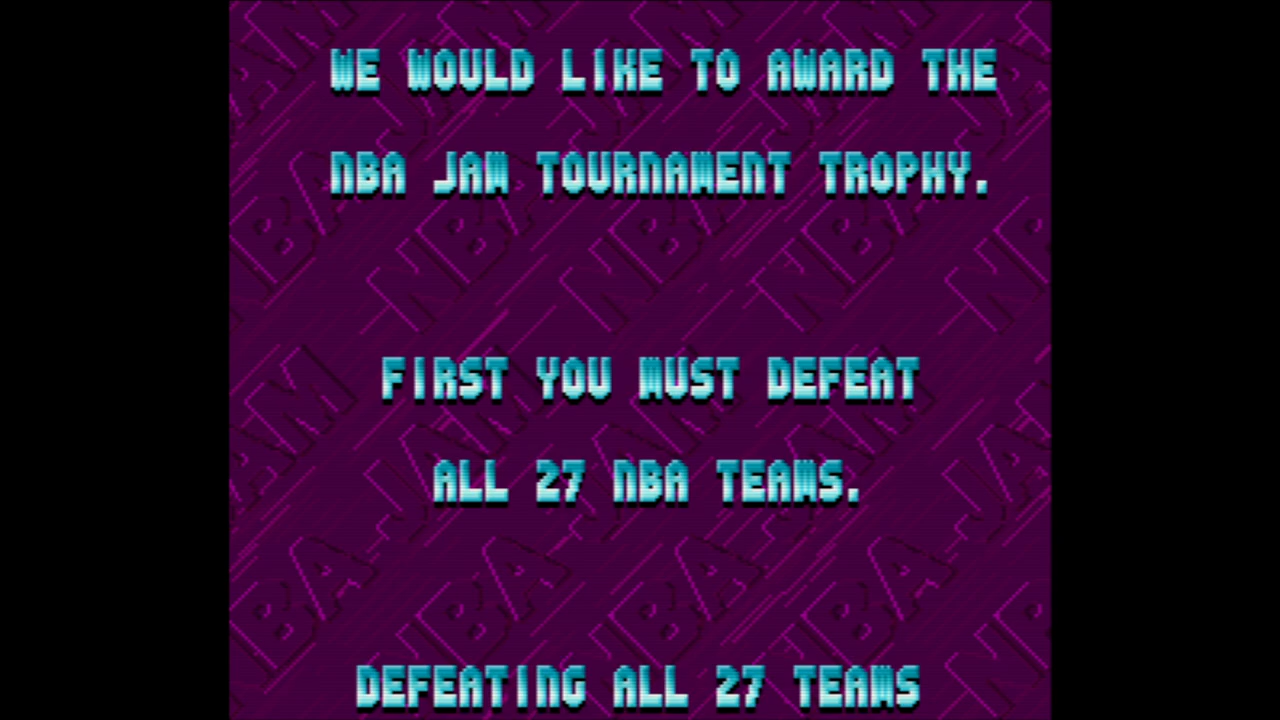 WE WOULD LIKE TO AWARD THE
NBA JAM TOURNAMENT TROPHY.
FIRST YOU MUST DEFEAT
ALL 27 NBA TEAMS.
DEFEATING ALL 27 TEAMS